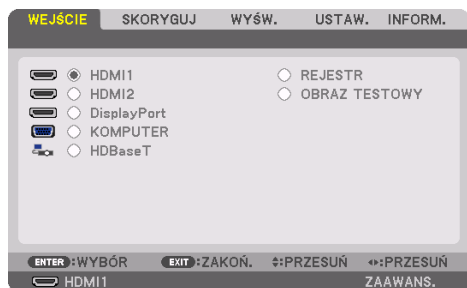 WEJŚCIE SKORYGUJ WYŚW. USTAW. INFORM.
HDMI1 REJESTR
HDMI2 OBRAZ TESTOWY
DisplayPort
KOMPUTER
HDBaseT
ENTER:WYBÓR EXIT:ZAKOŃ. :PRZESUŃ :PRZESUŃ
HDMI1 ZAAWANS.